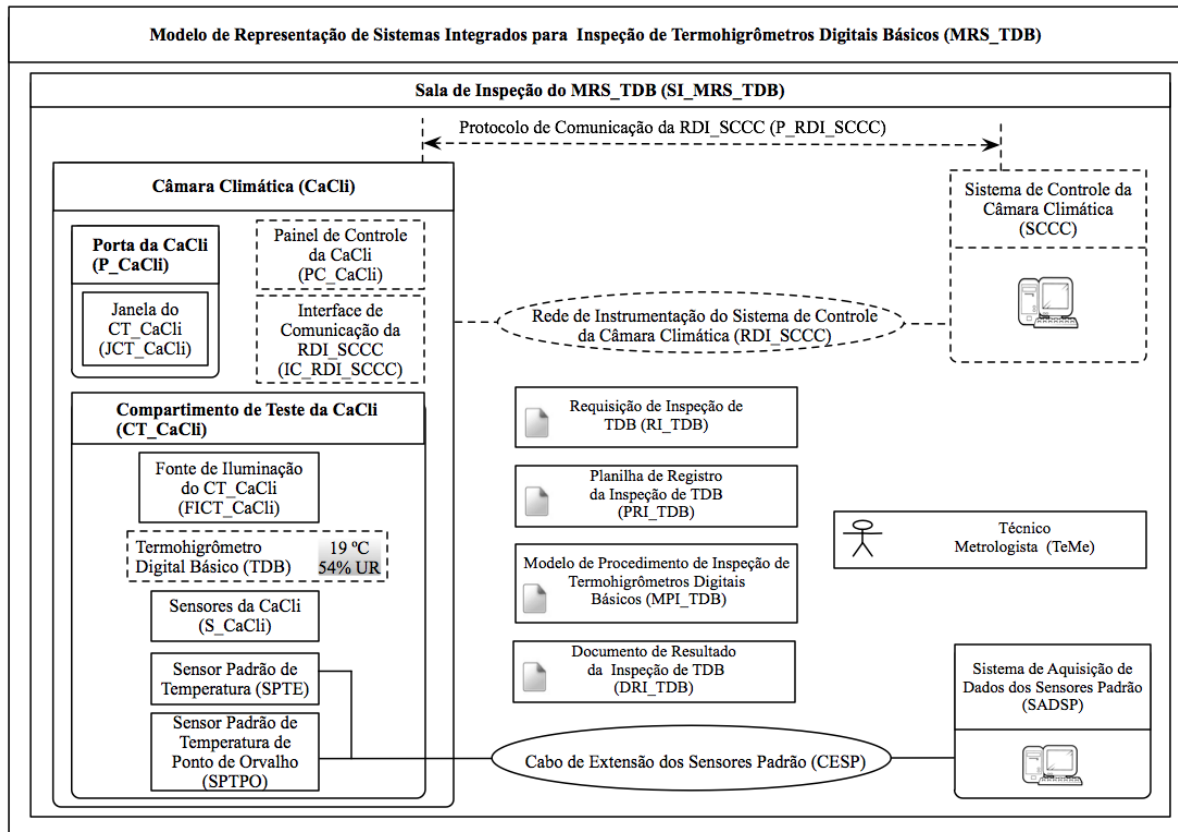 Modelo de Representação de Sistemas Integrados para Inspeção de Termohigrômetros Digitais Básicos (MRS_TDB)
Sala de Inspeção do MRS_TDB (SI_MRS_TDB)
Protocolo de Comunicação da RDI_SCCC (P_RDI_SCCC)
Câmara Climática (CaCli)
Porta da CaCli
(P_CaCli)
Janela do
CT_CaCli
(JCT_CaCli)
Painel de Controle
da CaCli
(PC_CaCli)
Interface de
Comunicação da
RDI_SCCC
(IC_RDI_SCCC)
Rede de Instrumentação do Sistema de Controle
da Câmara Climática (RDI_SCCC)
Sistema de Controle da
Câmara Climática
(SCCC)
Compartimento de Teste da CaCli
(CT_CaCli)
Fonte de Iluminação
do CT_CaCli
(FICT_CaCli)
Termohigrômetro
Digital Básico (TDB)
19 ºC
54% UR
Sensores da CaCli
(S_CaCli)
Sensor Padrão de
Temperatura (SPTE)
Sensor Padrão de
Temperatura de
Ponto de Orvalho
(SPTPO)
Requisição de Inspeção de
TDB (RI_TDB)
Planilha de Registro
da Inspeção de TDB
(PRI_TDB)
Modelo de Procedimento de Inspeção de
Termohigrômetros Digitais
Básicos (MPI_TDB)
Documento de Resultado
da Inspeção de TDB
(DRI_TDB)
Técnico
Metrologista (TeMe)
Cabo de Extensão dos Sensores Padrão (CESP)
Sistema de Aquisição de
Dados dos Sensores Padrão
(SADSP)